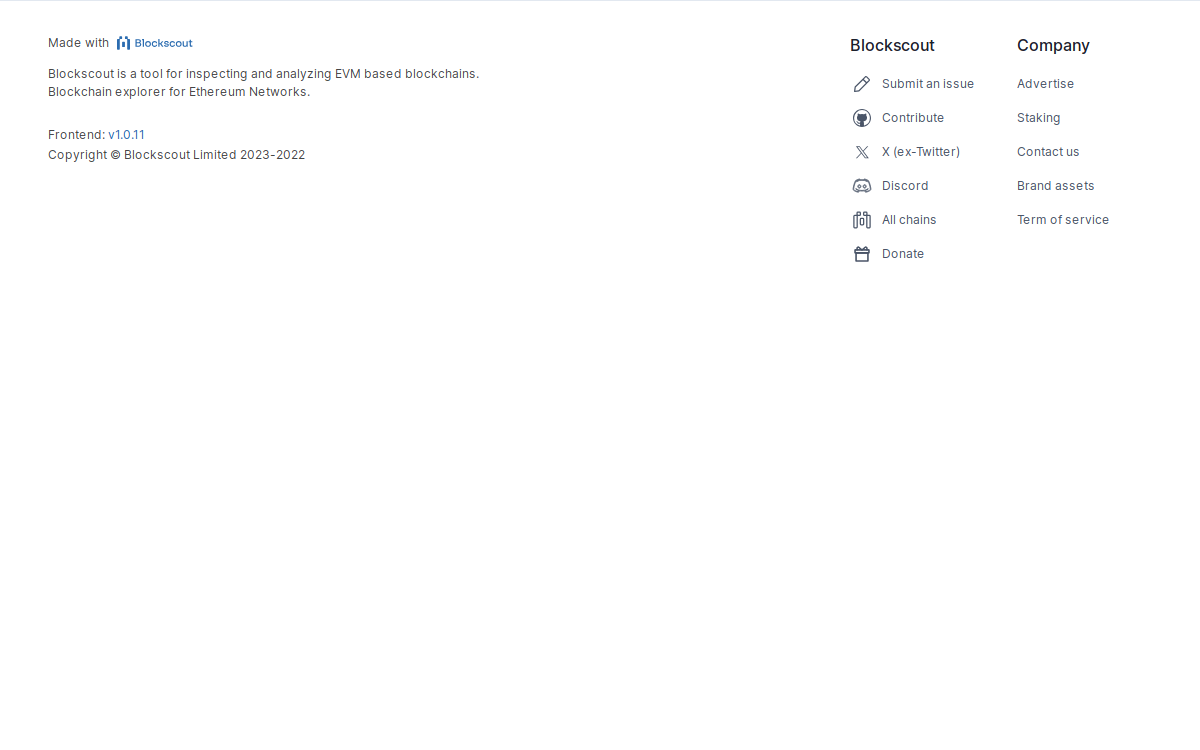 Made with Blockscout
Blockscout is a tool for inspecting and analyzing EVM based blockchains.
Blockchain explorer for Ethereum Networks.
Frontend: v1.0.11
Copyright © Blockscout Limited 2023-2022
Blockscout
Submit an issue
Contribute
X (ex-Twitter)
Discord
All chains
Donate
Company
Advertise
Staking
Contact us
Brand assets
Term of service